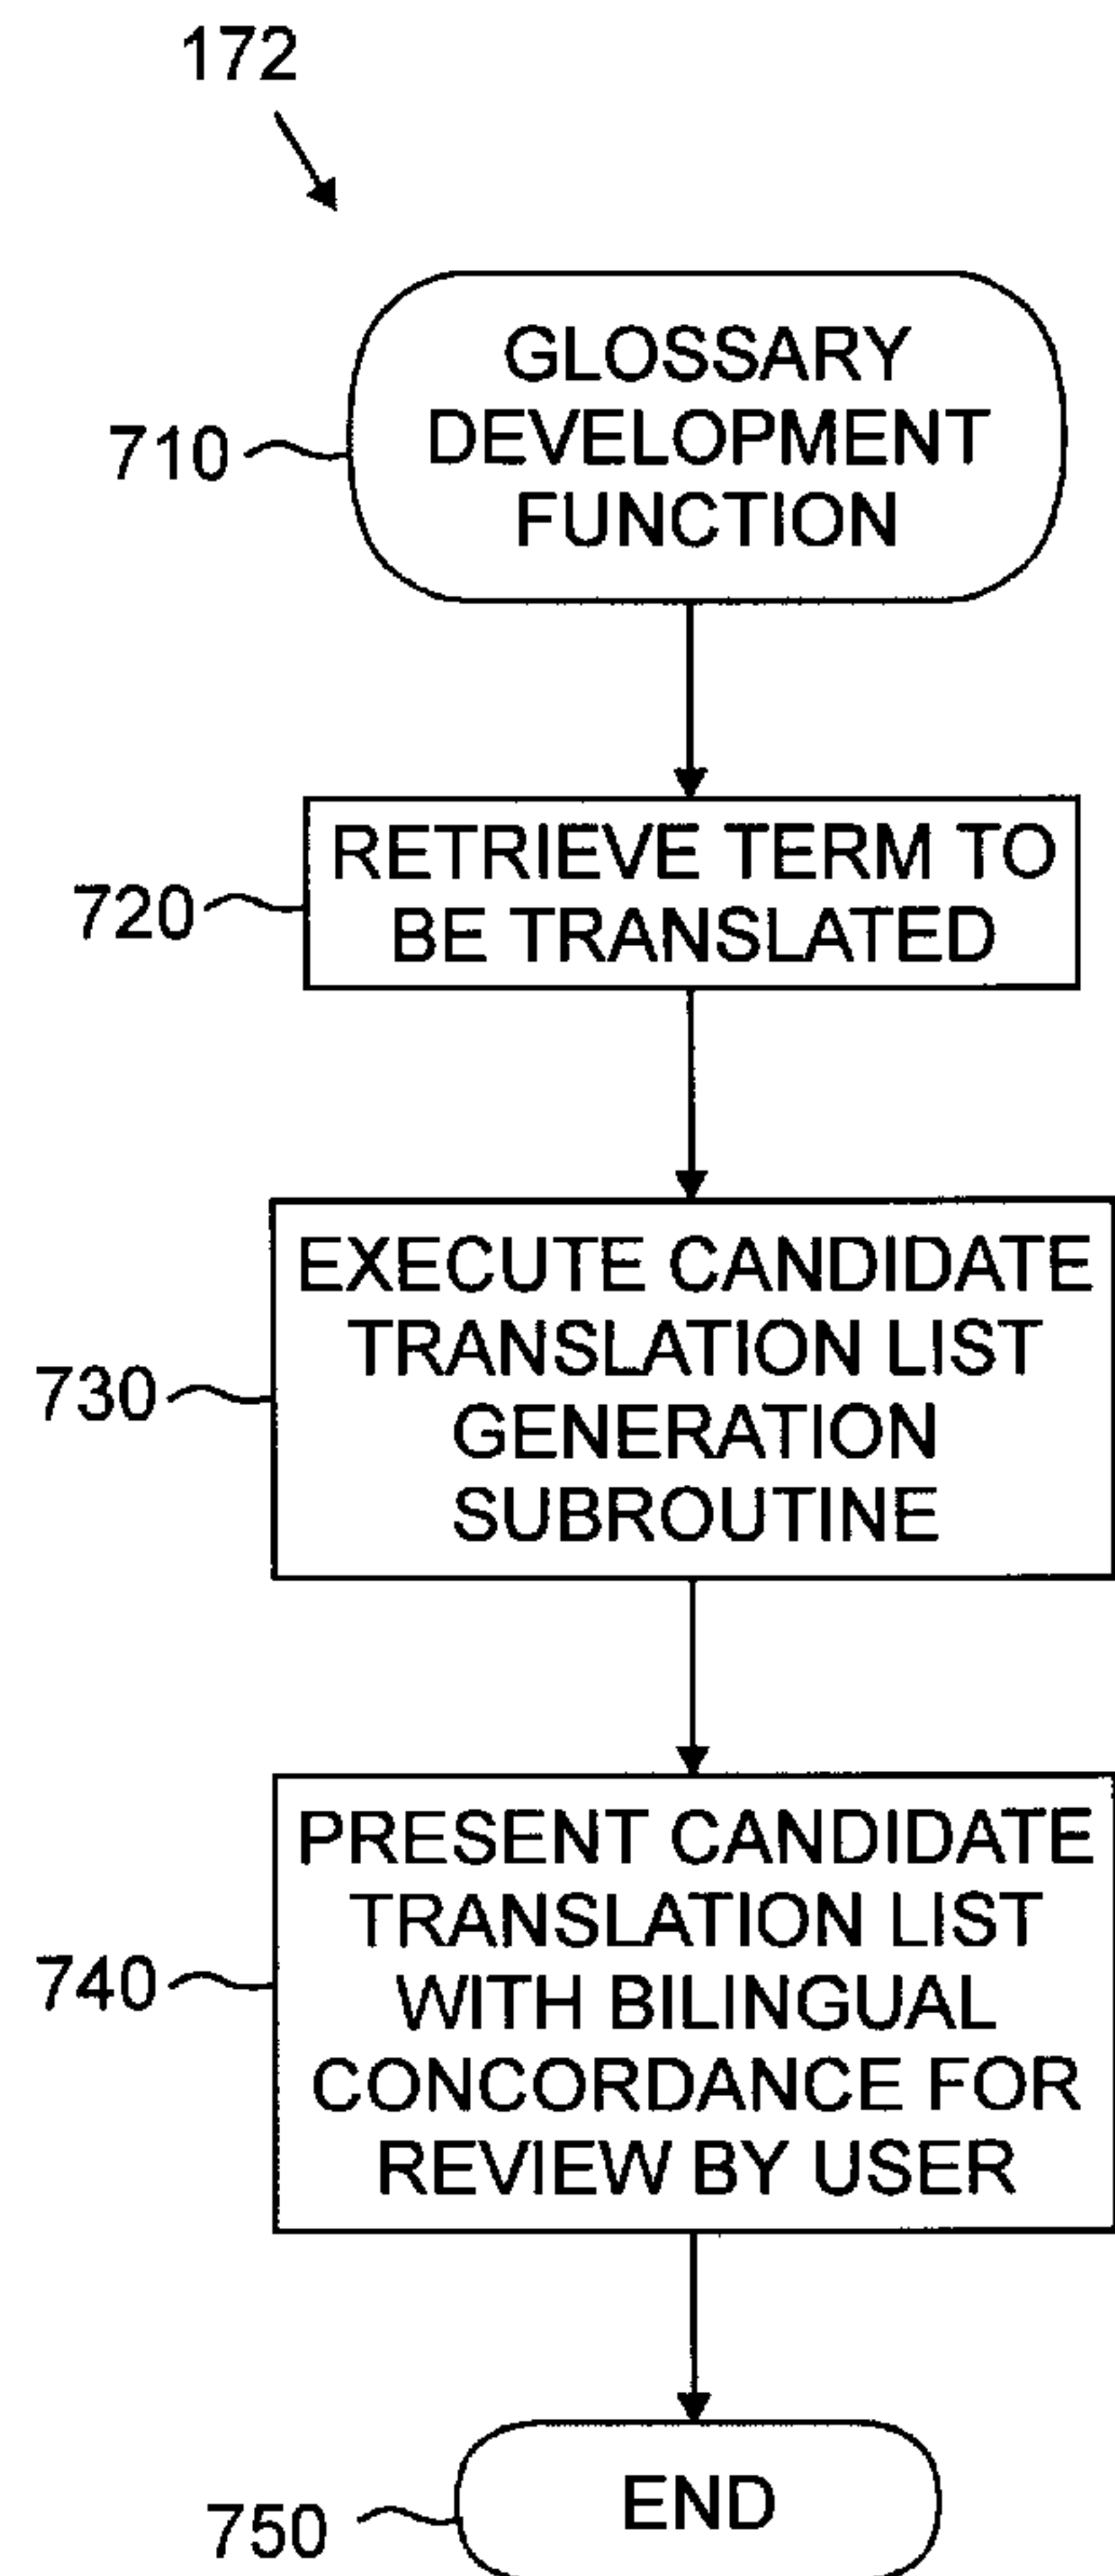 172
GLOSSARY
DEVELOPMENT
FUNCTION
710
RETRIEVE TERM TO
BE TRANSLATED
720
EXECUTE CANDIDATE
TRANSLATION LIST
GENERATION
SUBROUTINE
730
PRESENT CANDIDATE
TRANSLATION LIST
WITH BILINGUAL
CONCORDANCE FOR
REVIEW BY USER
740
END
750